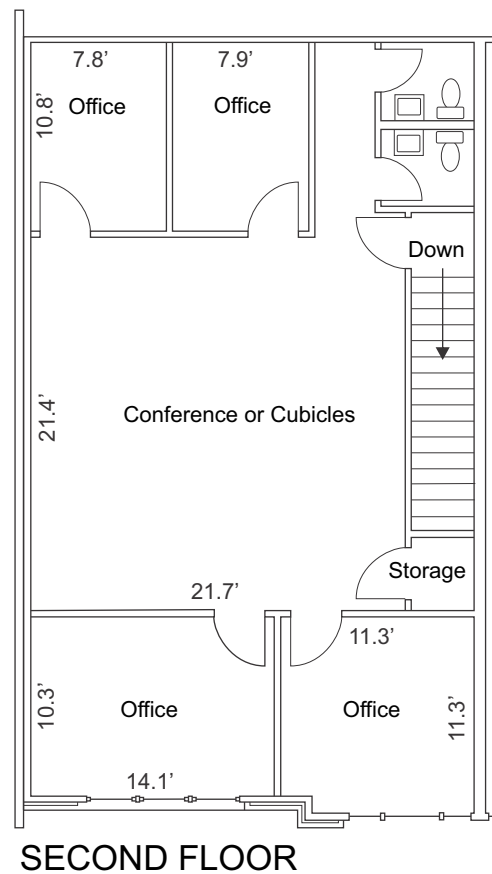 7.8’
7.9’
10.8’
Office
Office
Down
21.4’
Conference or Cubicles
Storage
21.7’
11.3’
10.3’
Office
Office
11.3’
14.1’
SECOND FLOOR